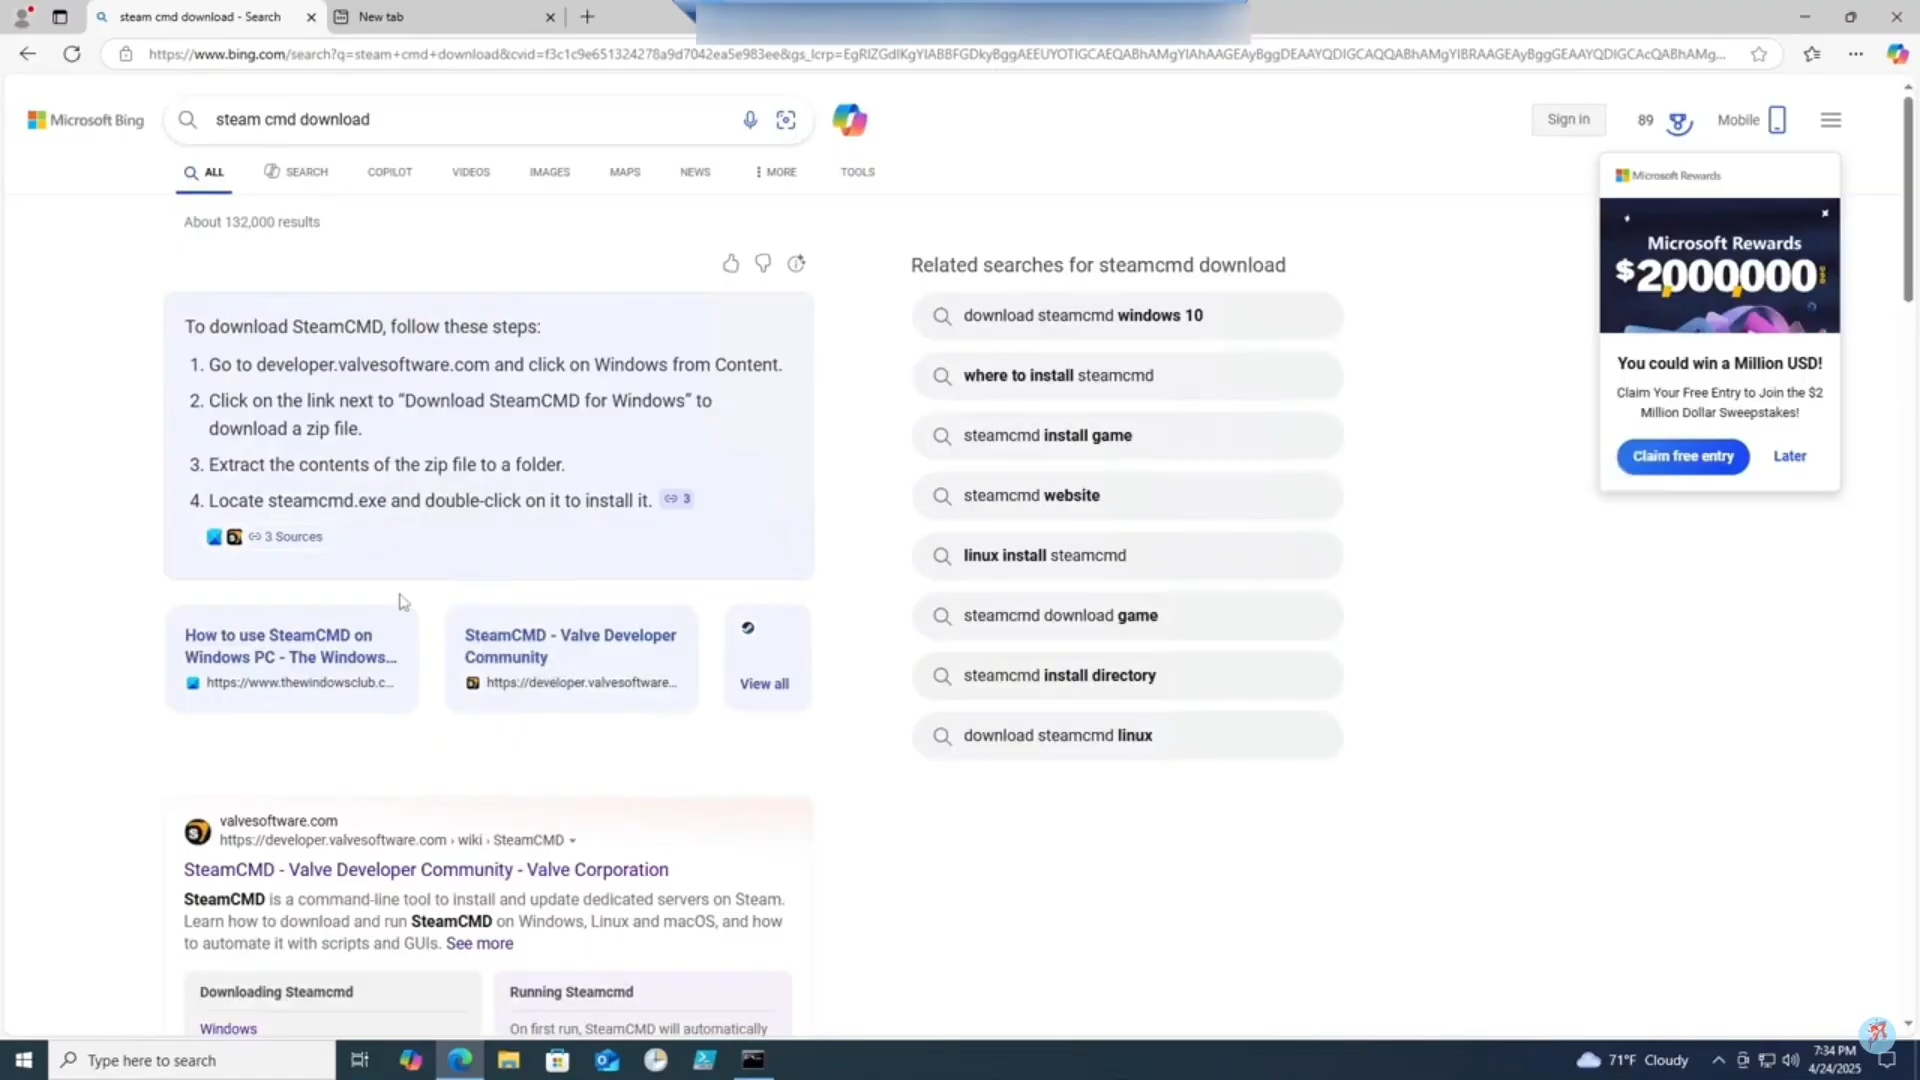 steam cmd download - Search
New tab
https://www.bing.com/search?q=steam+cmd+download&cvid=f3c1c9e651324278a9d7042ea5e983ee&gs_lcrp=EgRlZGdlKgYIABBFGDkyBggAEEUYOTIGCAEQABhAMgYIAhAAGEAyBggDEAAYQDIGCAQQABhAMgYIBRAAGEAyBggGEAAYQDIGCAcQABhAMg...
Microsoft Bing
steam cmd download
Sign in
89
Mobile
ALL
SEARCH
COPILOT
VIDEOS
IMAGES
MAPS
NEWS
MORE
TOOLS
About 132,000 results
To download SteamCMD, follow these steps:
1. Go to developer.valvesoftware.com and click on Windows from Content.
2. Click on the link next to “Download SteamCMD for Windows” to
download a zip file.
3. Extract the contents of the zip file to a folder.
4. Locate steamcmd.exe and double-click on it to install it. 3
3 Sources
How to use SteamCMD on
Windows PC - The Windows...
https://www.thewindowsclub.c...
SteamCMD - Valve Developer
Community
https://developer.valvesoftware...
View all
valvesoftware.com
https://developer.valvesoftware.com › wiki › SteamCMD
SteamCMD - Valve Developer Community - Valve Corporation
SteamCMD is a command-line tool to install and update dedicated servers on Steam.
Learn how to download and run SteamCMD on Windows, Linux and macOS, and how
to automate it with scripts and GUIs. See more
Downloading Steamcmd
Windows
Running Steamcmd
On first run, SteamCMD will automatically
Related searches for steamcmd download
download steamcmd windows 10
where to install steamcmd
steamcmd install game
steamcmd website
linux install steamcmd
steamcmd download game
steamcmd install directory
download steamcmd linux
Microsoft Rewards
Microsoft Rewards
$2,000,000
You could win a Million USD!
Claim Your Free Entry to Join the $2
Million Dollar Sweepstakes!
Claim free entry
Later
Type here to search
71°F Cloudy
7:34 PM
4/24/2025